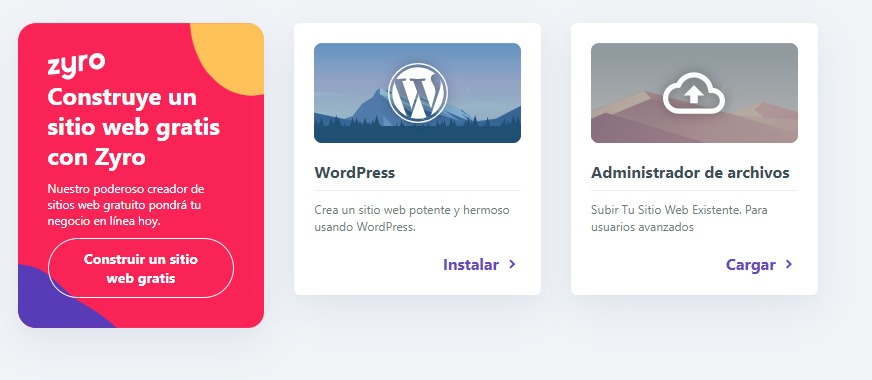 zyro
Construye un
sitio web gratis
con Zyro
Nuestro poderoso creador de
sitios web gratuito pondrá tu
negocio en línea hoy.
Construir un sitio
web gratis
WordPress
Crea un sitio web potente y hermoso
usando WordPress.
Instalar
Administrador de archivos
Subir Tu Sitio Web Existente. Para
usuarios avanzados
Cargar